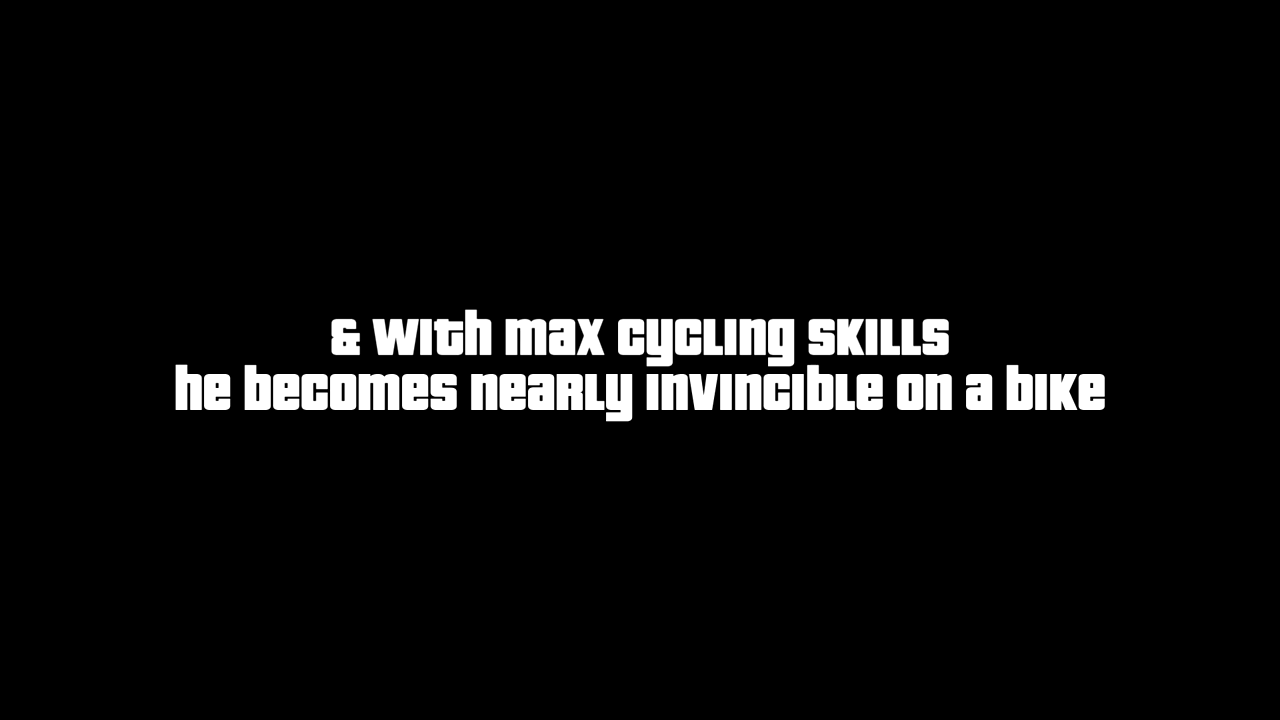 & with max cycling skills
he becomes nearly invincible on a bike